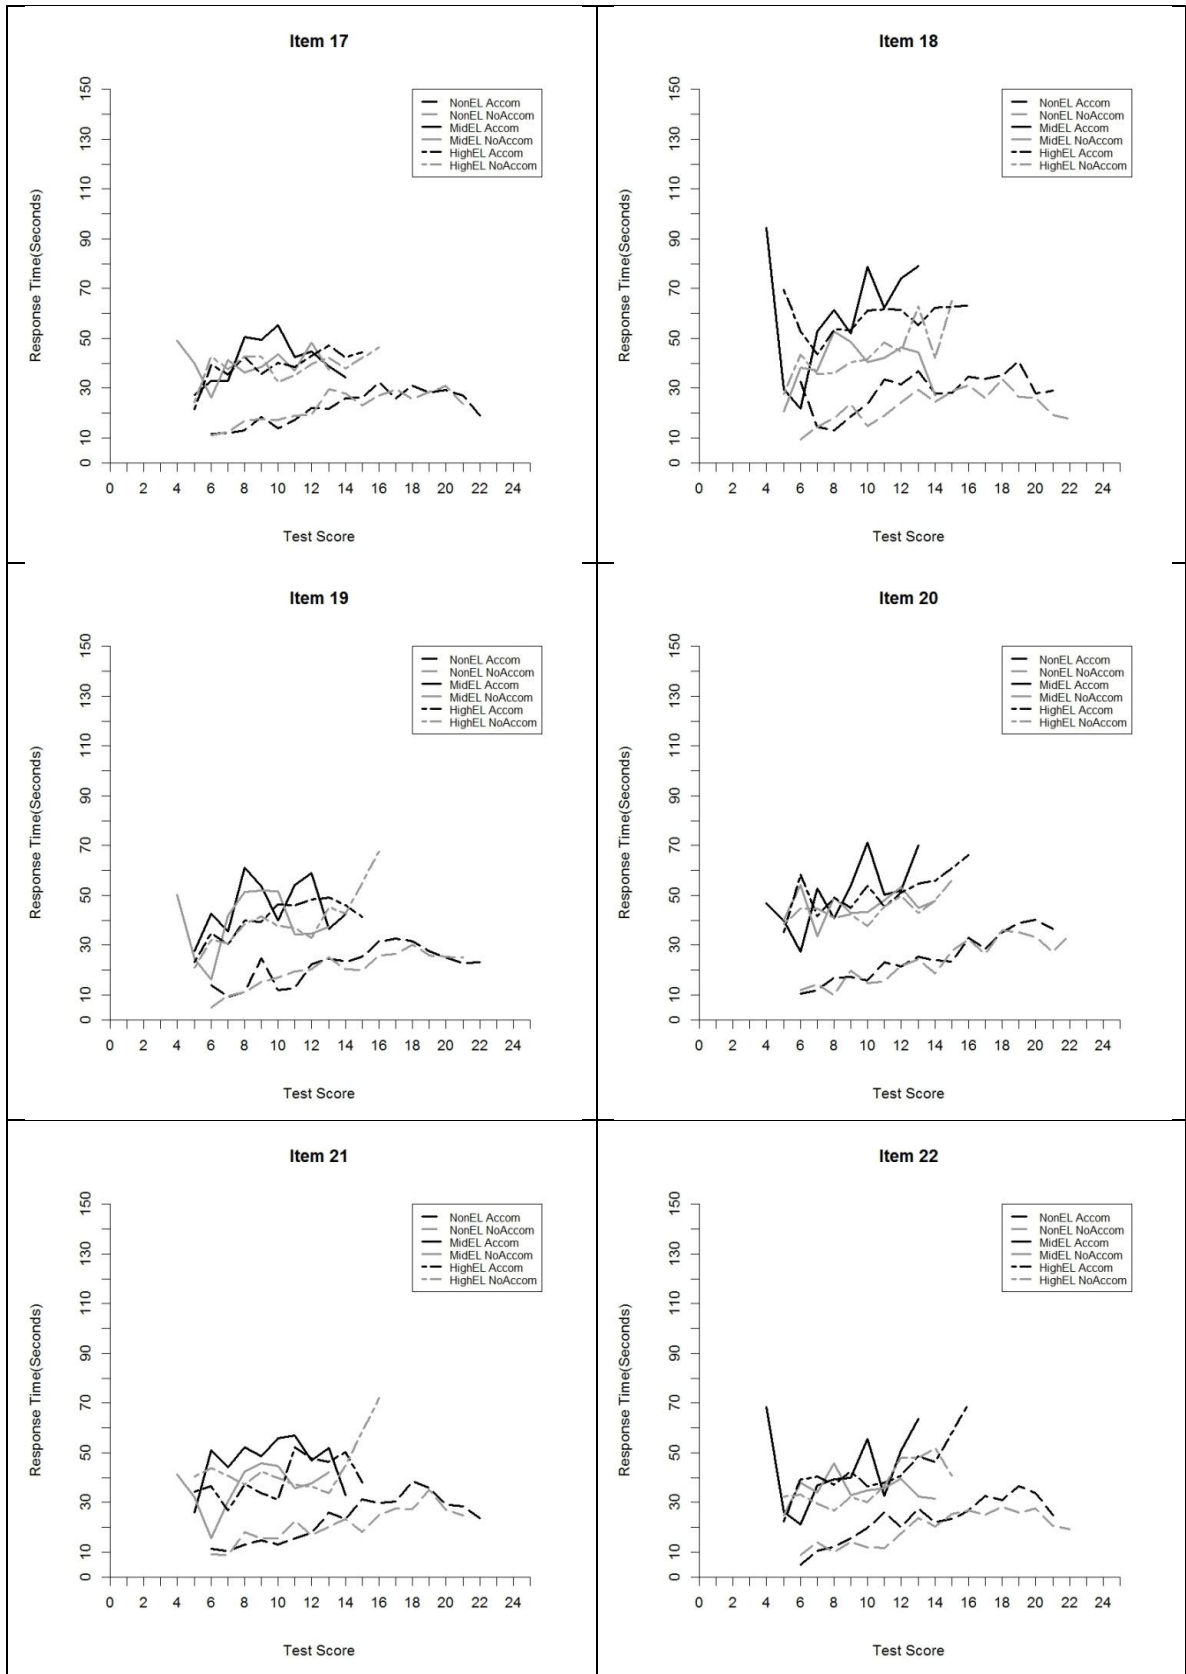 Item 17
150
130
110
90
70
50
30
10
0
Response Time(Seconds)
NonEL Accom
NonEL NoAccom
MidEL Accom
MidEL NoAccom
HighEL Accom
HighEL NoAccom
0 2 4 6 8 10 12 14 16 18 20 22 24
Test Score
Item 18
150
130
110
90
70
50
30
10
0
Response Time(Seconds)
NonEL Accom
NonEL NoAccom
MidEL Accom
MidEL NoAccom
HighEL Accom
HighEL NoAccom
0 2 4 6 8 10 12 14 16 18 20 22 24
Test Score
Item 19
150
130
110
90
70
50
30
10
0
Response Time(Seconds)
NonEL Accom
NonEL NoAccom
MidEL Accom
MidEL NoAccom
HighEL Accom
HighEL NoAccom
0 2 4 6 8 10 12 14 16 18 20 22 24
Test Score
Item 20
150
130
110
90
70
50
30
10
0
Response Time(Seconds)
NonEL Accom
NonEL NoAccom
MidEL Accom
MidEL NoAccom
HighEL Accom
HighEL NoAccom
0 2 4 6 8 10 12 14 16 18 20 22 24
Test Score
Item 21
150
130
110
90
70
50
30
10
0
Response Time(Seconds)
NonEL Accom
NonEL NoAccom
MidEL Accom
MidEL NoAccom
HighEL Accom
HighEL NoAccom
0 2 4 6 8 10 12 14 16 18 20 22 24
Test Score
Item 22
150
130
110
90
70
50
30
10
0
Response Time(Seconds)
NonEL Accom
NonEL NoAccom
MidEL Accom
MidEL NoAccom
HighEL Accom
HighEL NoAccom
0 2 4 6 8 10 12 14 16 18 20 22 24
Test Score